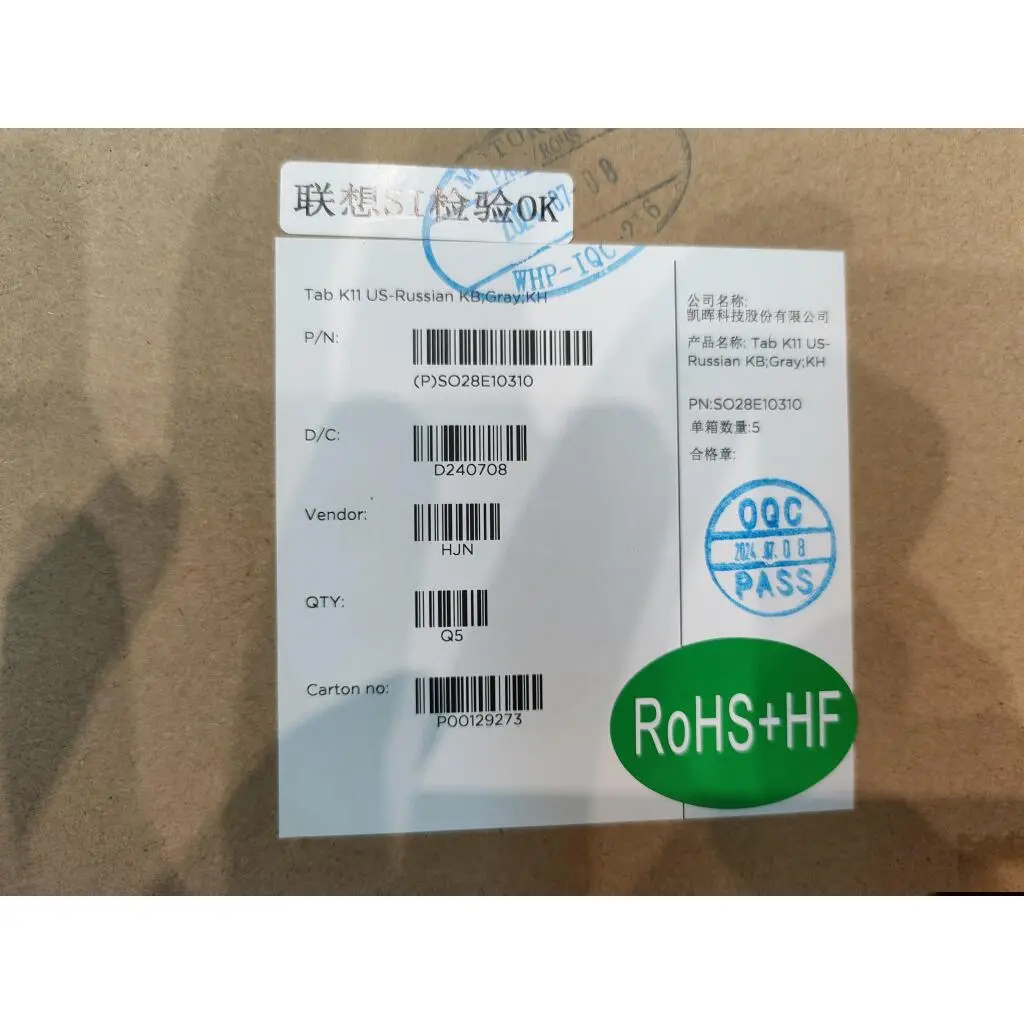 联想SI检验OK
WHP-IQC
Tab K11 US-Russian KB;Gray;KH
P/N:
(P)SO28E10310
D/C:
D240708
Vendor:
HJN
QTY:
Q5
Carton no:
P00129273
公司名称:
凯晖科技股份有限公司
产品名称: Tab K11 US-
Russian KB;Gray;KH
PN:SO28E10310
单箱数量:5
合格章:
OQC
2024.07.08
PASS
RoHS+HF